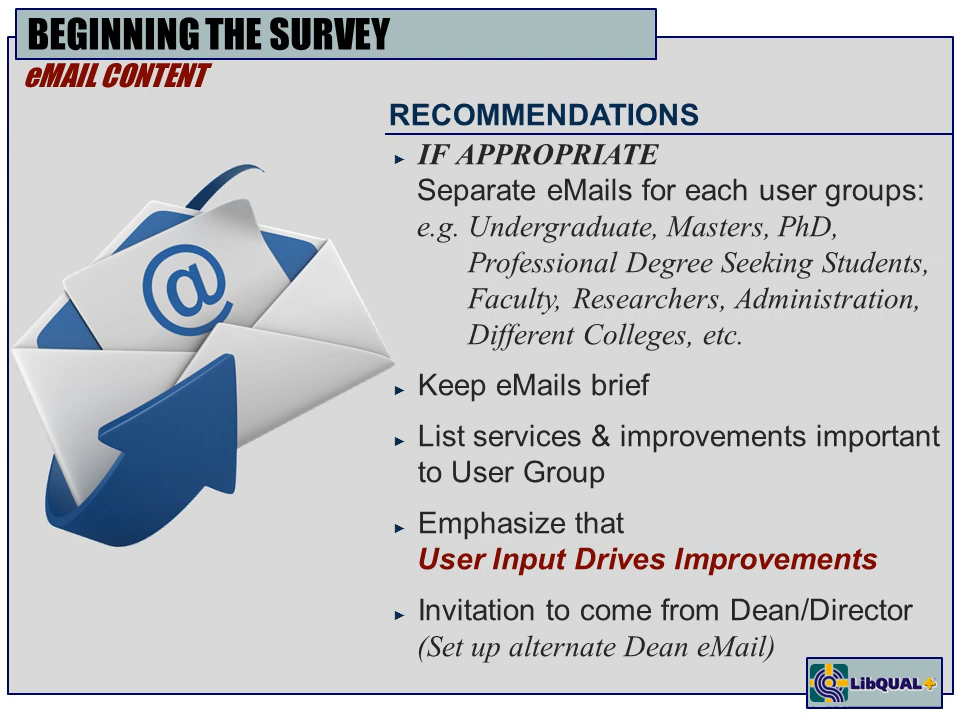 BEGINNING THE SURVEY
eMAIL CONTENT
RECOMMENDATIONS
► IF APPROPRIATE
Separate eMails for each user groups:
e.g. Undergraduate, Masters, PhD,
Professional Degree Seeking Students,
Faculty, Researchers, Administration,
Different Colleges, etc.
► Keep eMails brief
► List services & improvements important
to User Group
► Emphasize that
User Input Drives Improvements
► Invitation to come from Dean/Director
(Set up alternate Dean eMail)
@
LibQUAL+